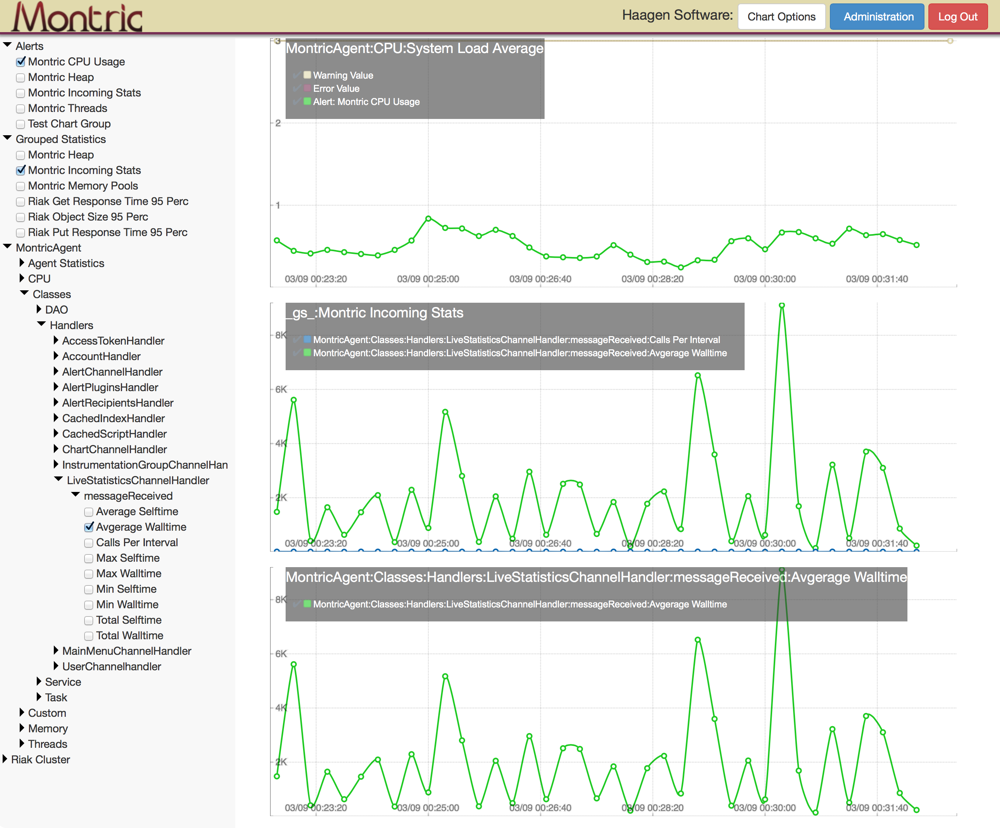 Montric
Haagen Software:
Chart Options
Administration
Log Out
Alerts
Montric CPU Usage
Montric Heap
Montric Incoming Stats
Montric Threads
Test Chart Group
Grouped Statistics
Montric Heap
Montric Incoming Stats
Montric Memory Pools
Riak Get Response Time 95 Perc
Riak Object Size 95 Perc
Riak Put Response Time 95 Perc
MontricAgent
Agent Statistics
CPU
Classes
DAO
Handlers
AccessTokenHandler
AccountHandler
AlertChannelHandler
AlertPluginsHandler
AlertRecipientsHandler
CachedIndexHandler
CachedScriptHandler
ChartChannelHandler
InstrumentationGroupChannelHan
LiveStatisticsChannelHandler
messageReceived
Average Selftime
Avgerage Walltime
Calls Per Interval
Max Selftime
Max Walltime
Min Selftime
Min Walltime
Total Selftime
Total Walltime
MainMenuChannelHandler
UserChannelhandler
Service
Task
Custom
Memory
Threads
Riak Cluster
MontricAgent:CPU:System Load Average
Warning Value
Error Value
Alert: Montric CPU Usage
3
2
1
03/09 00:23:20
03/09 00:25:00
03/09 00:26:40
03/09 00:28:20
03/09 00:30:00
03/09 00:31:40
_gs_:Montric Incoming Stats
MontricAgent:Classes:Handlers:LiveStatisticsChannelHandler:messageReceived:Calls Per Interval
MontricAgent:Classes:Handlers:LiveStatisticsChannelHandler:messageReceived:Avgerage Walltime
8K
6K
4K
2K
03/09 00:23:20
03/09 00:25:00
03/09 00:26:40
03/09 00:28:20
03/09 00:30:00
03/09 00:31:40
MontricAgent:Classes:Handlers:LiveStatisticsChannelHandler:messageReceived:Avgerage Walltime
MontricAgent:Classes:Handlers:LiveStatisticsChannelHandler:messageReceived:Avgerage Walltime
8K
6K
4K
2K
03/09 00:23:20
03/09 00:25:00
03/09 00:26:40
03/09 00:28:20
03/09 00:30:00
03/09 00:31:40